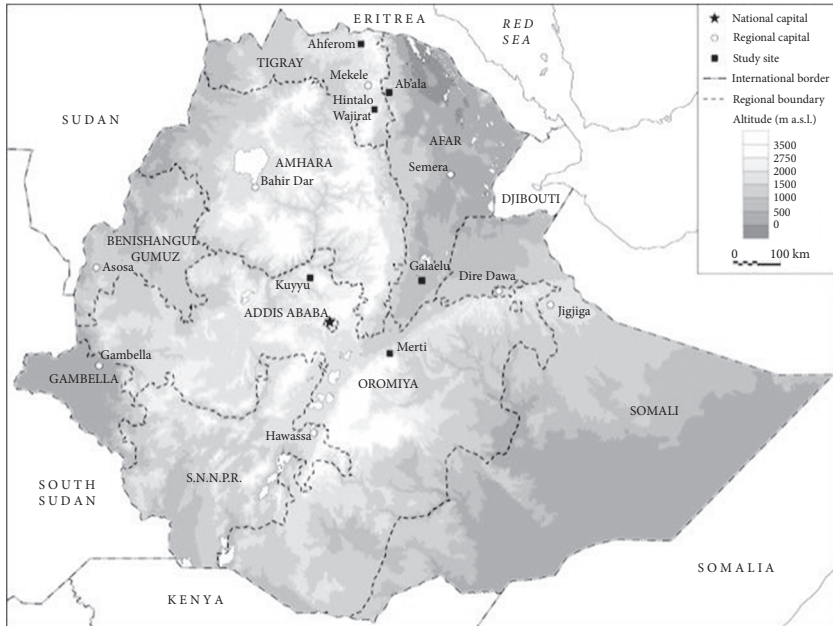 ERITREA
RED
SEA
Ahferom
TIGRAY
Mekele
Ab'ala
Hintalo
Wajirat
SUDAN
AFAR
AMHARA
Semera
Bahir Dar
DJIBOUTI
BENISHANGUL
GUMUZ
Asosa
Kuyyu
Gala'elu
Dire Dawa
ADDIS ABABA
Jigjiga
Merti
Gambella
GAMBELLA
OROMIYA
SOMALI
Hawassa
S.N.N.P.R.
SOUTH
SUDAN
SOMALIA
KENYA
National capital
Regional capital
Study site
International border
Regional boundary
Altitude (m a.s.l.)
3500
2750
2000
1500
1000
500
0
0 100 km